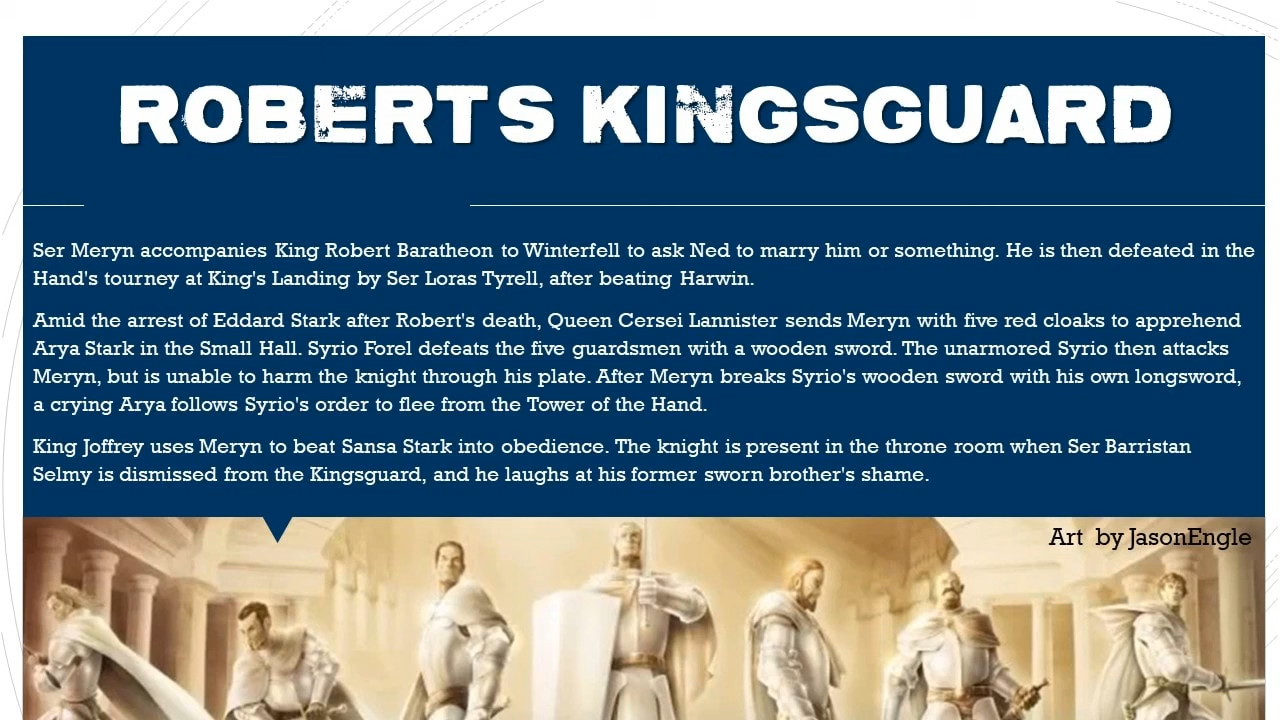 ROBERTS KINGSGUARD
Ser Meryn accompanies King Robert Baratheon to Winterfell to ask Ned to marry him or something. He is then defeated in the
Hand's tourney at King's Landing by Ser Loras Tyrell, after beating Harwin.
Amid the arrest of Eddard Stark after Robert's death, Queen Cersei Lannister sends Meryn with five red cloaks to apprehend
Arya Stark in the Small Hall. Syrio Forel defeats the five guardsmen with a wooden sword. The unarmored Syrio then attacks
Meryn, but is unable to harm the knight through his plate. After Meryn breaks Syrio's wooden sword with his own longsword,
a crying Arya follows Syrio's order to flee from the Tower of the Hand.
King Joffrey uses Meryn to beat Sansa Stark into obedience. The knight is present in the throne room when Ser Barristan
Selmy is dismissed from the Kingsguard, and he laughs at his former sworn brother's shame.
Art by JasonEngle